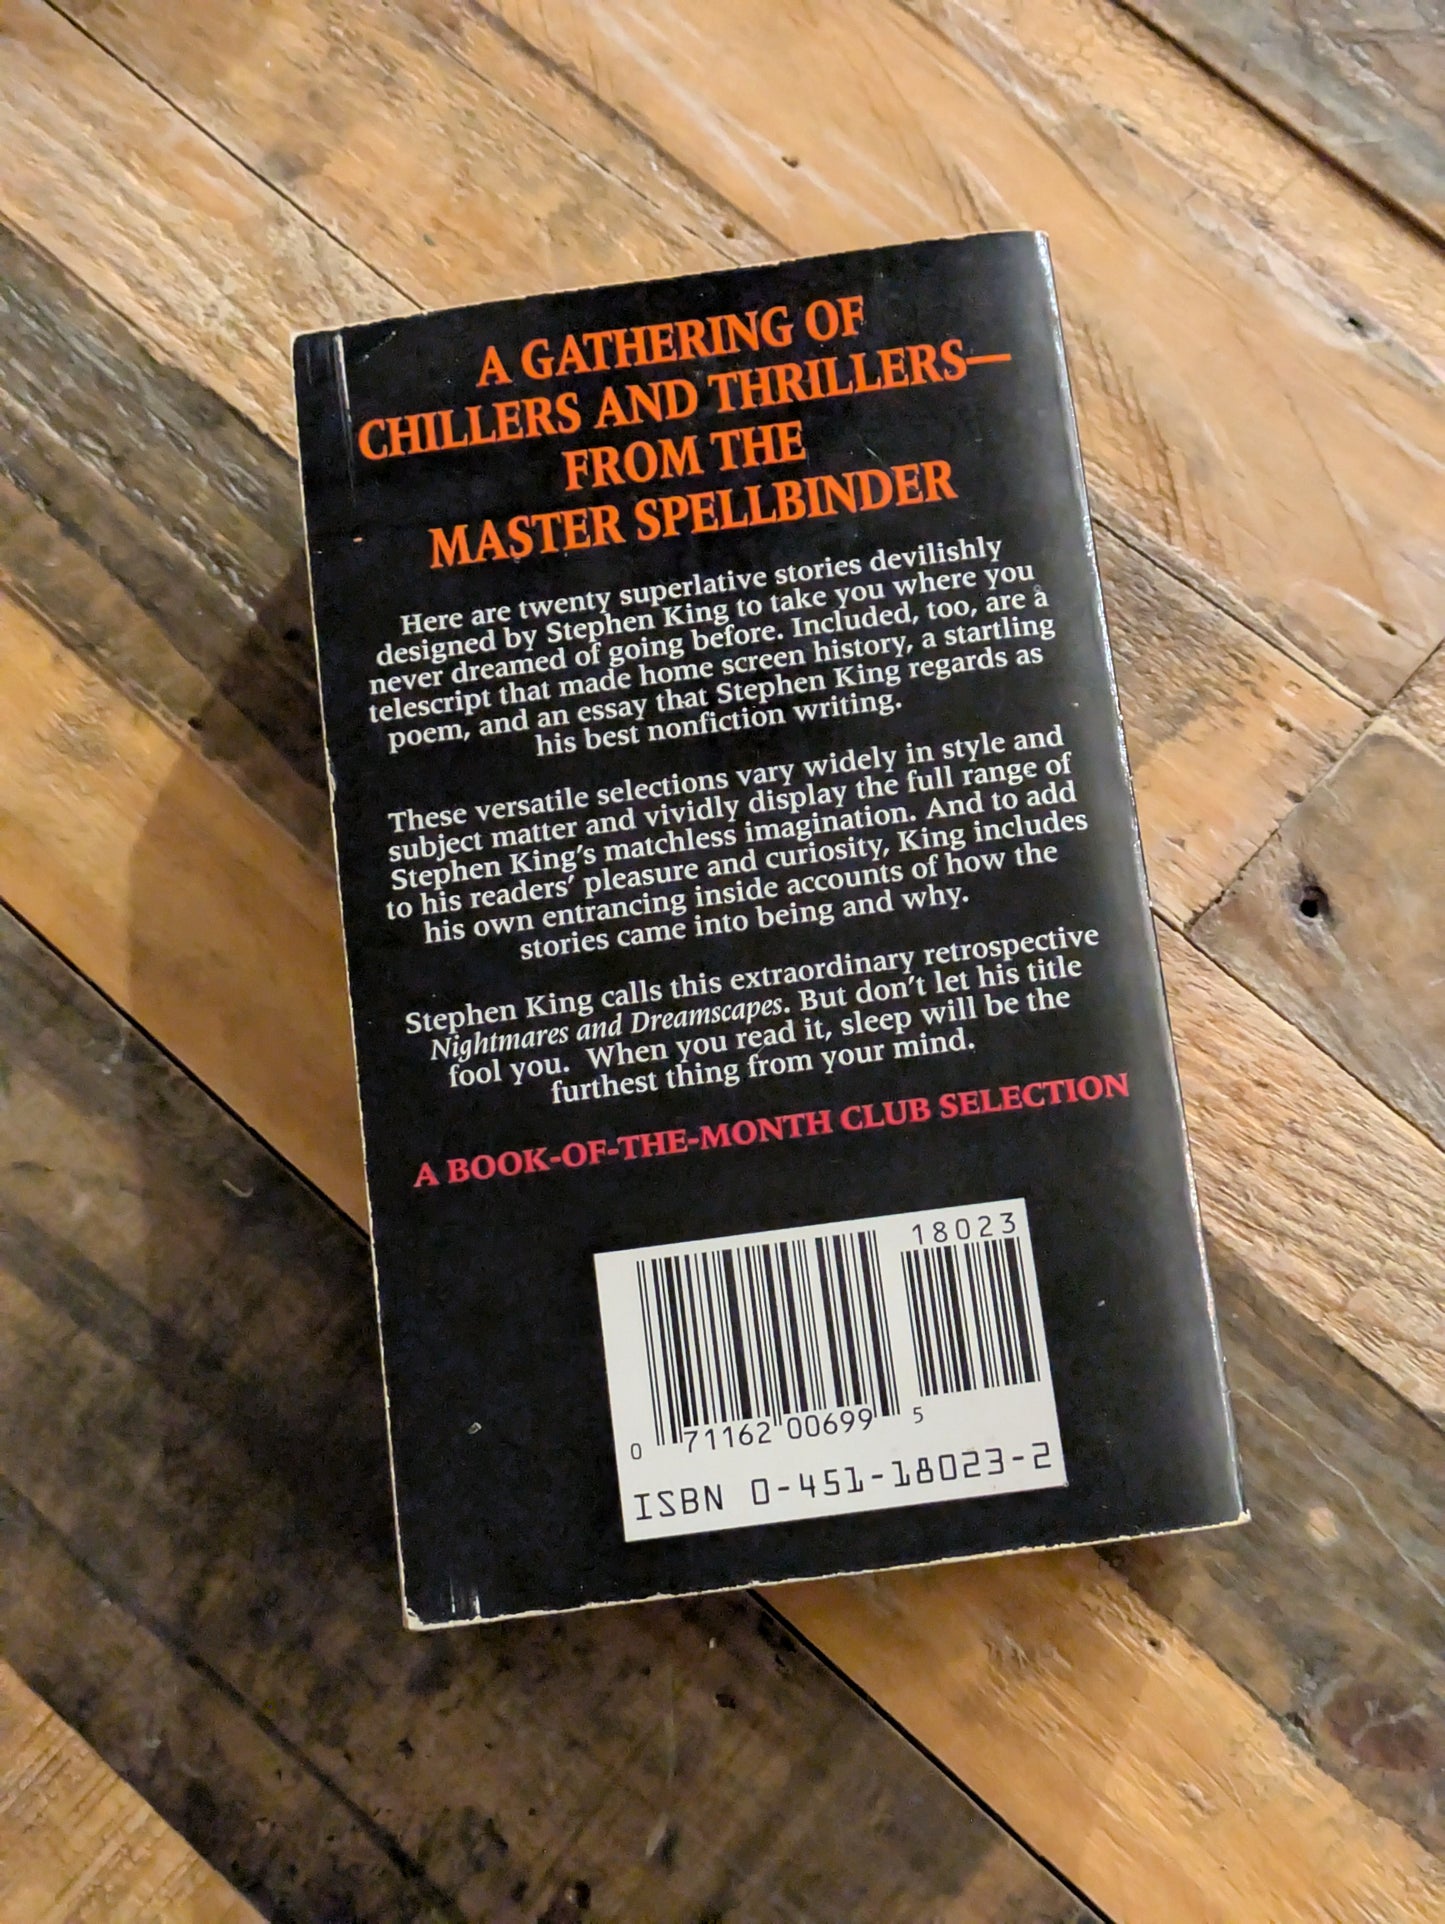 A GATHERING OF
CHILLERS AND THRILLERS—
FROM THE
MASTER SPELLBINDER
Here are twenty superlative stories devilishly
designed by Stephen King to take you where you
never dreamed of going before. Included, too, are a
telescript that made home screen history, a startling
poem, and an essay that Stephen King regards as
his best nonfiction writing.
These versatile selections vary widely in style and
subject matter and vividly display the full range of
Stephen King's matchless imagination. And to add
to his readers' pleasure and curiosity, King includes
his own entrancing inside accounts of how the
stories came into being and why.
Stephen King calls this extraordinary retrospective
Nightmares and Dreamscapes. But don't let his title
fool you. When you read it, sleep will be the
furthest thing from your mind.
A BOOK-OF-THE-MONTH CLUB SELECTION
18023
0 71162 00699 5
ISBN 0-451-18023-2